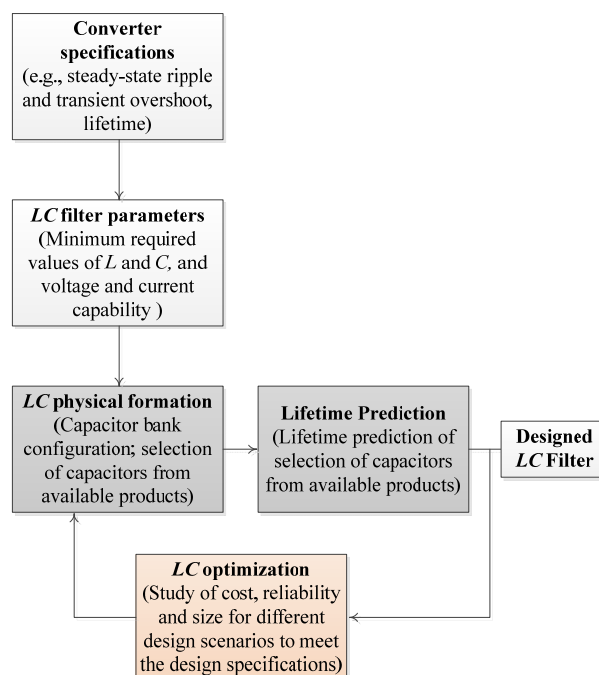 Converter
specifications
(e.g., steady-state ripple
and transient overshoot,
lifetime)
LC filter parameters
(Minimum required
values of L and C, and
voltage and current
capability )
LC physical formation
(Capacitor bank
configuration; selection
of capacitors from
available products)
Lifetime Prediction
(Lifetime prediction of
selection of capacitors
from available products)
Designed
LC Filter
LC optimization
(Study of cost, reliability
and size for different
design scenarios to meet
the design specifications)